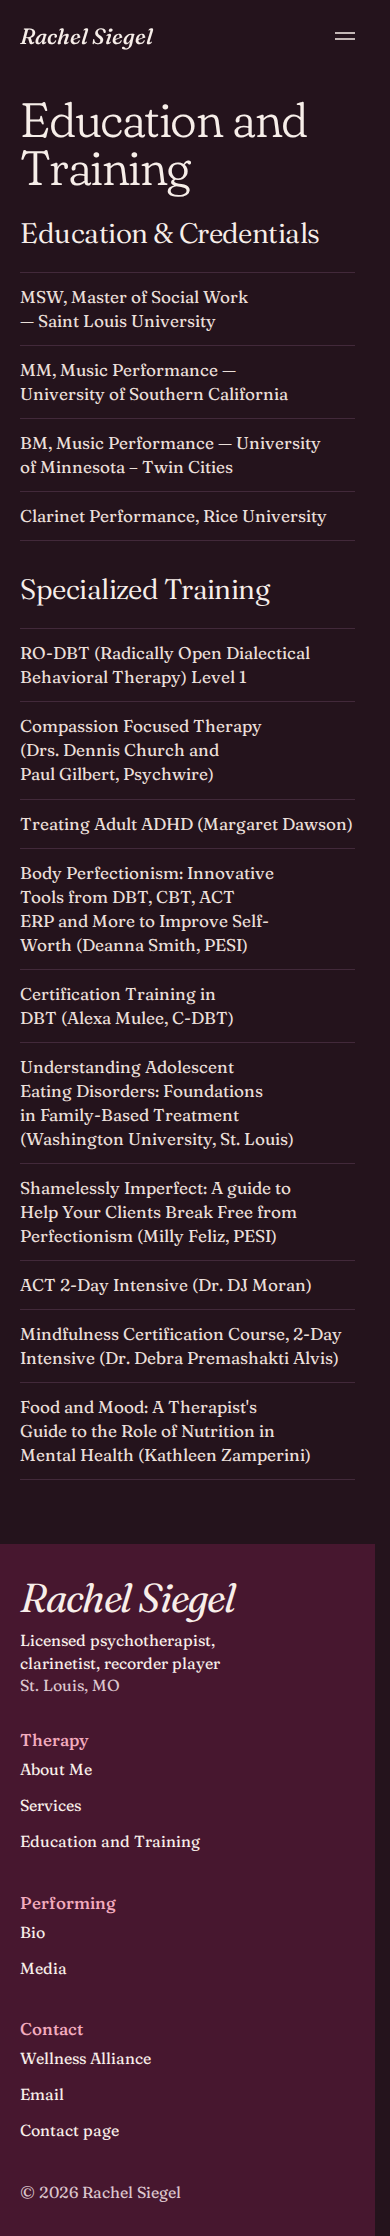 Rachel Siegel
Education and
Training
Education & Credentials
MSW, Master of Social Work
— Saint Louis University
MM, Music Performance —
University of Southern California
BM, Music Performance — University
of Minnesota – Twin Cities
Clarinet Performance, Rice University
Specialized Training
RO-DBT (Radically Open Dialectical
Behavioral Therapy) Level 1
Compassion Focused Therapy
(Drs. Dennis Church and
Paul Gilbert, Psychwire)
Treating Adult ADHD (Margaret Dawson)
Body Perfectionism: Innovative
Tools from DBT, CBT, ACT
ERP and More to Improve Self-
Worth (Deanna Smith, PESI)
Certification Training in
DBT (Alexa Mulee, C-DBT)
Understanding Adolescent
Eating Disorders: Foundations
in Family-Based Treatment
(Washington University, St. Louis)
Shamelessly Imperfect: A guide to
Help Your Clients Break Free from
Perfectionism (Milly Feliz, PESI)
ACT 2-Day Intensive (Dr. DJ Moran)
Mindfulness Certification Course, 2-Day
Intensive (Dr. Debra Premashakti Alvis)
Food and Mood: A Therapist's
Guide to the Role of Nutrition in
Mental Health (Kathleen Zamperini)
Rachel Siegel
Licensed psychotherapist,
clarinetist, recorder player
St. Louis, MO
Therapy
About Me
Services
Education and Training
Performing
Bio
Media
Contact
Wellness Alliance
Email
Contact page
© 2026 Rachel Siegel